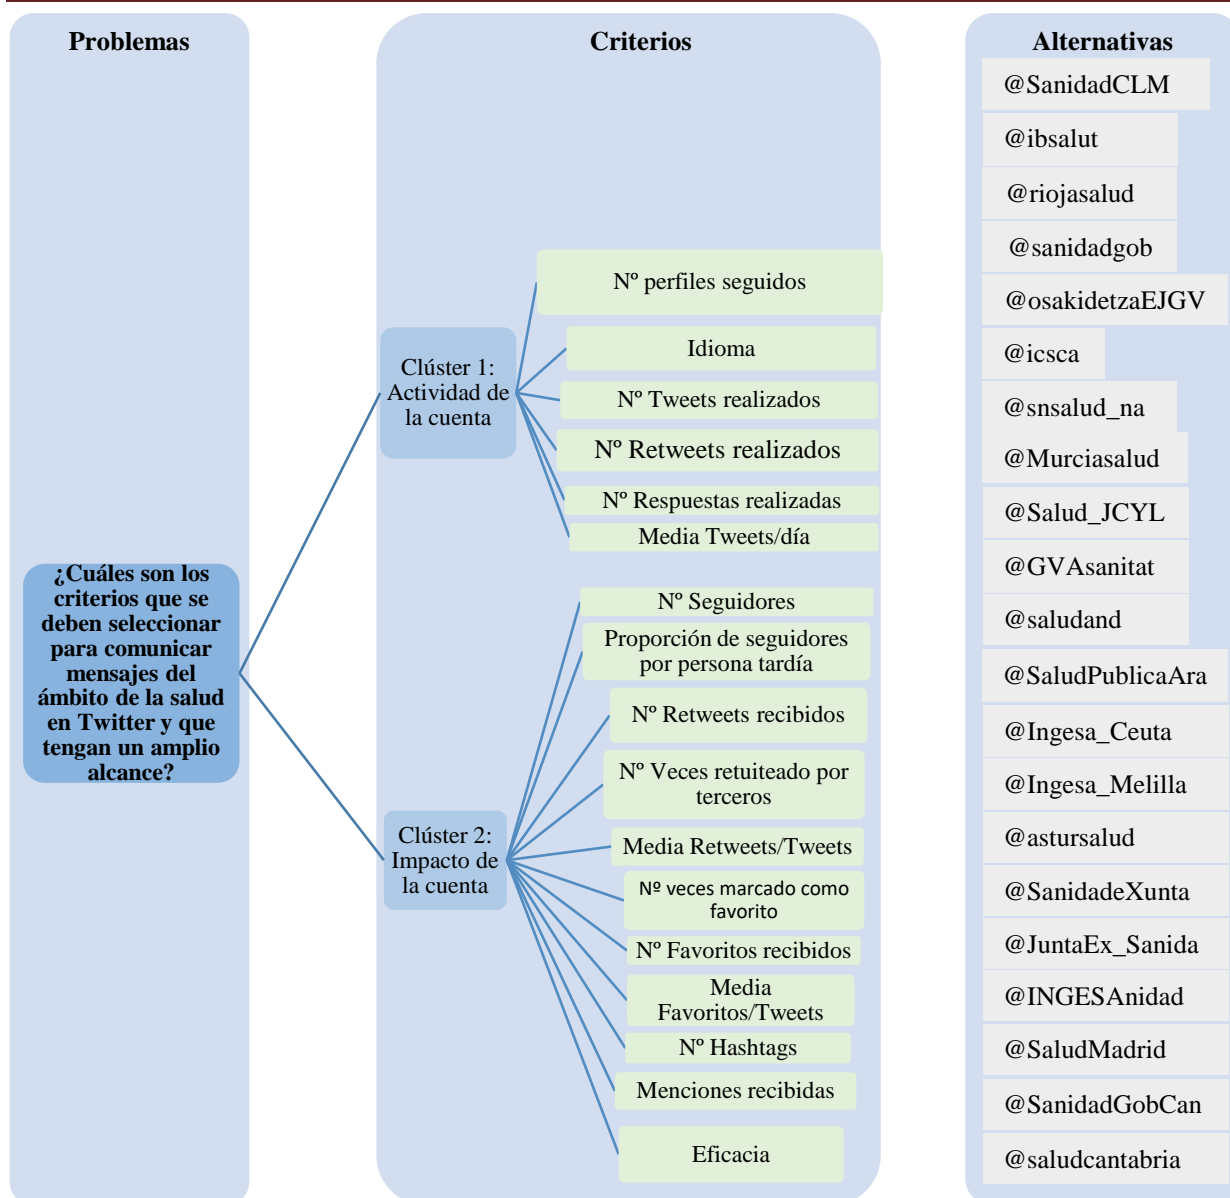 Problemas
¿Cuáles son los
criterios que se
deben seleccionar
para comunicar
mensajes del
ámbito de la salud
en Twitter y que
tengan un amplio
alcance?
Criterios
Clúster 1:
Actividad de
la cuenta
Nº perfiles seguidos
Idioma
Nº Tweets realizados
Nº Retweets realizados
Nº Respuestas realizadas
Media Tweets/día
Clúster 2:
Impacto de
la cuenta
Nº Seguidores
Proporción de seguidores
por persona tardía
Nº Retweets recibidos
Nº Veces retuiteado por
terceros
Media Retweets/Tweets
Nº veces marcado como
favorito
Nº Favoritos recibidos
Media
Favoritos/Tweets
Nº Hashtags
Menciones recibidas
Eficacia
Alternativas
@SanidadCLM
@ibsalut
@riojasalud
@sanidadgob
@osakidetzaEJGV
@icsca
@snsalud_na
@Murciasalud
@Salud_JCYL
@GVAsanitat
@saludand
@SaludPublicaAra
@Ingesa_Ceuta
@Ingesa_Melilla
@astursalud
@SanidadeXunta
@JuntaEx_Sanida
@INGESAnidad
@SaludMadrid
@SanidadGobCan
@saludcantabria